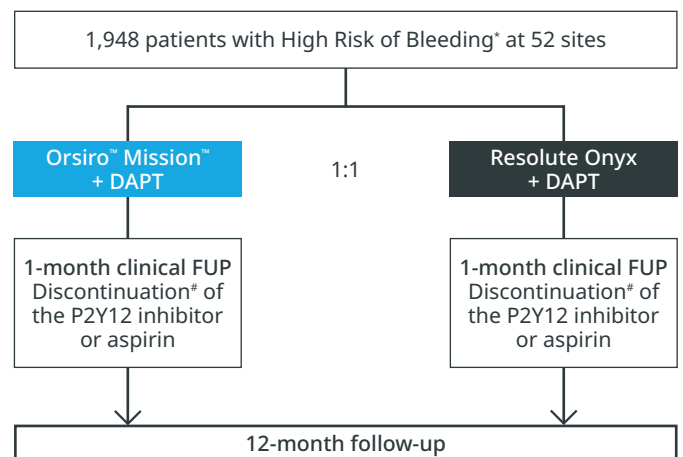 1,948 patients with High Risk of Bleeding* at 52 sites
Orsiro™ Mission™
+ DAPT
1:1
Resolute Onyx
+ DAPT
1-month clinical FUP
Discontinuation# of
the P2Y12 inhibitor
or aspirin
1-month clinical FUP
Discontinuation# of
the P2Y12 inhibitor
or aspirin
12-month follow-up